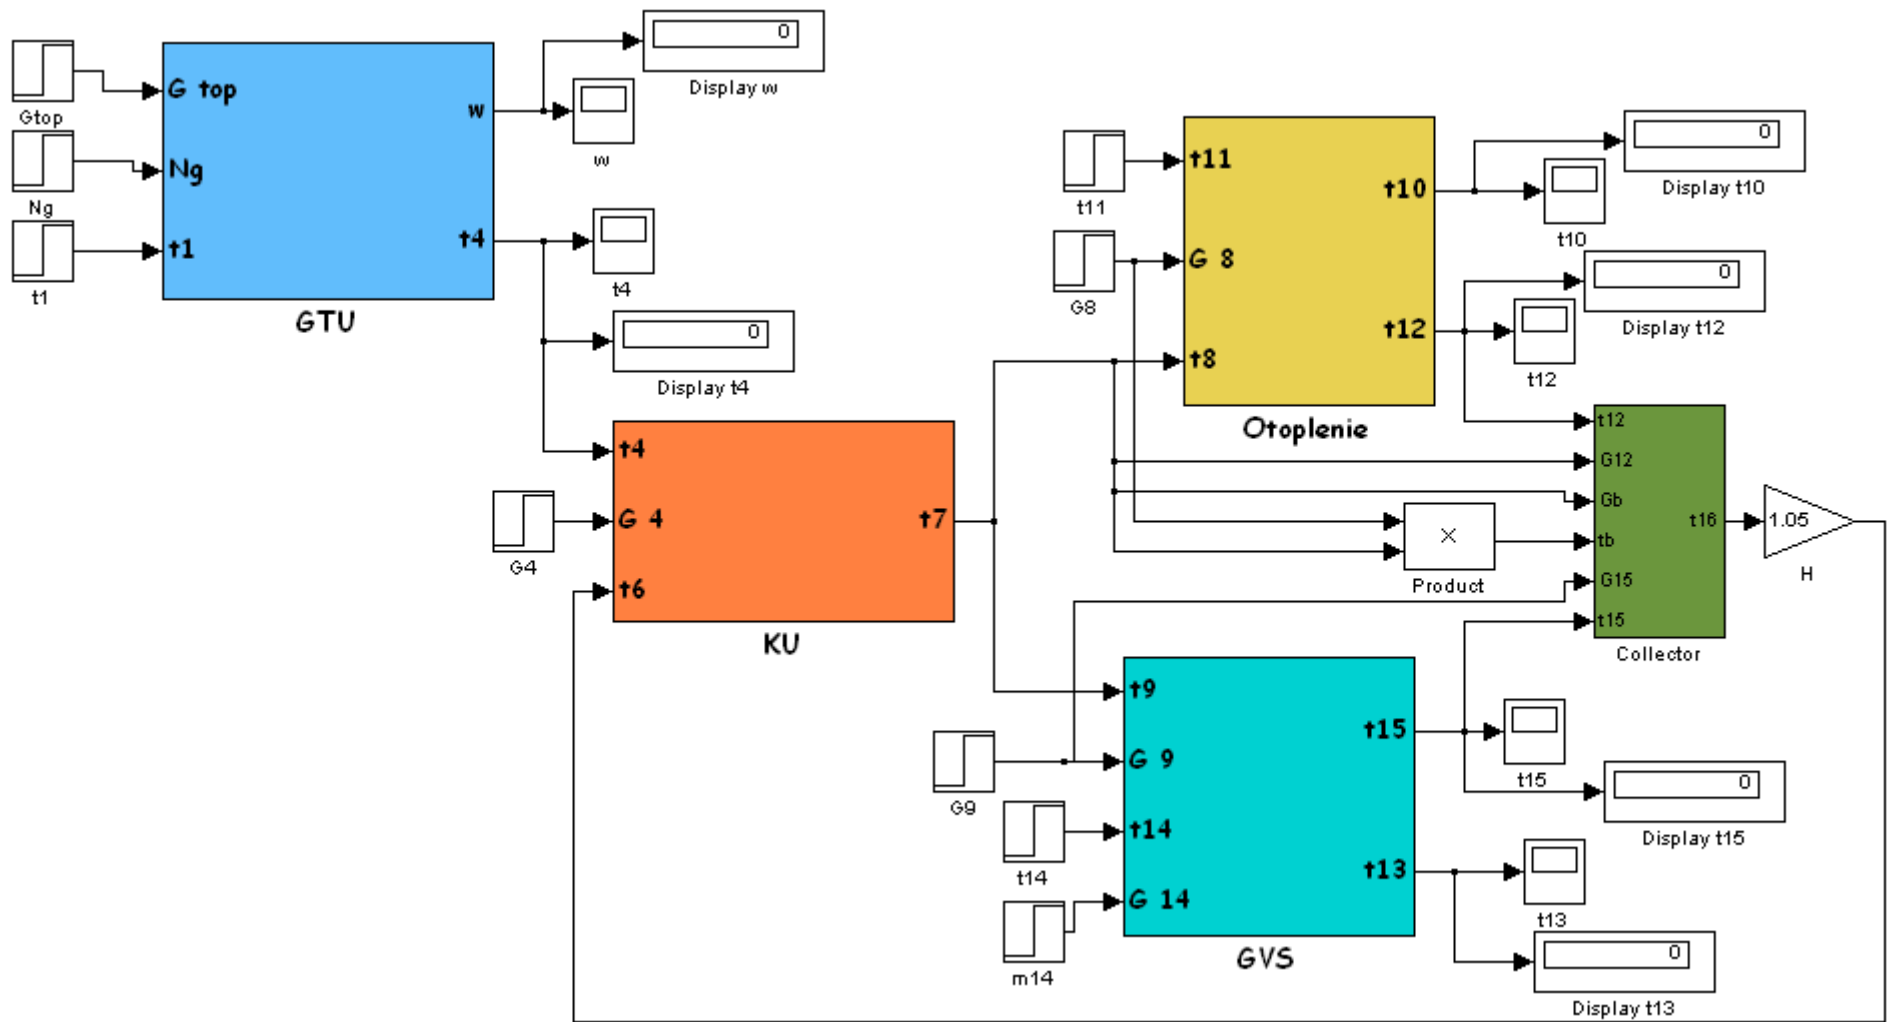 0
Display w
G top
Gtop
w
w
Ng
Ng
t1
t1
t4
t4
GTU
0
Display t4
t11
t11
t10
0
Display t10
t10
G 8
G8
0
Display t12
t12
t12
t8
Otoplenie
t4
G 4
G4
t7
t6
KU
t12
G12
Gb
tb
G15
t15
t16
Collector
1.05
H
×
Product
t9
G 9
G9
t15
t15
0
Display t15
t14
t14
t13
t13
G 14
m14
GVS
0
Display t13